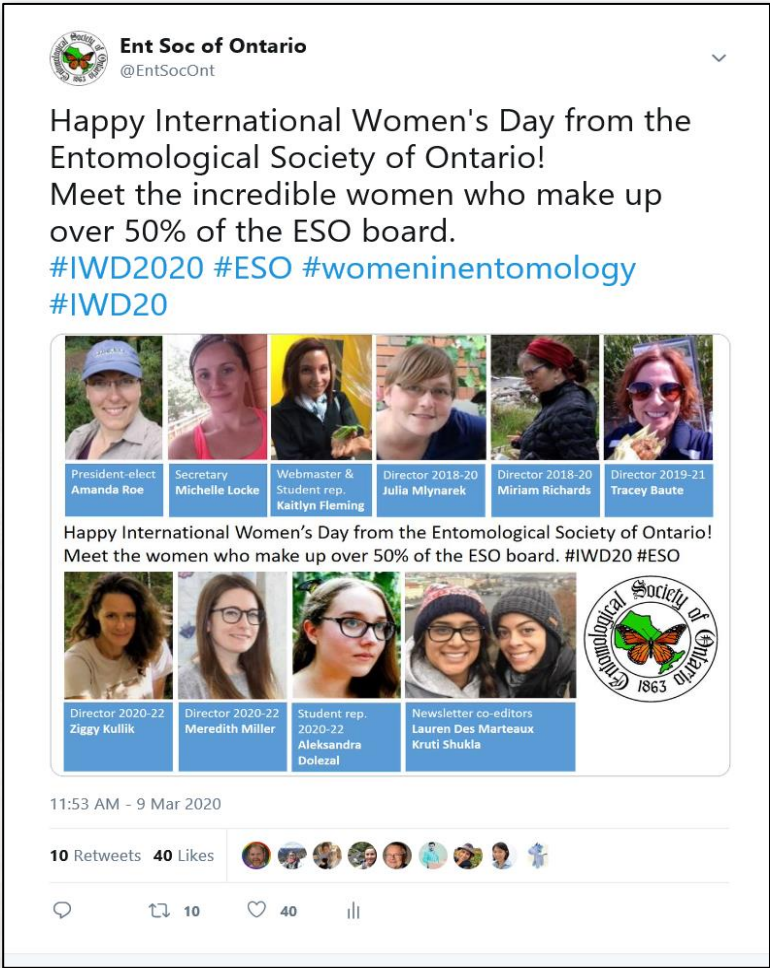 Ent Soc of Ontario
@EntSocOnt
Happy International Women's Day from the
Entomological Society of Ontario!
Meet the incredible women who make up
over 50% of the ESO board.
#IWD2020 #ESO #womeninentomology
#IWD20
President-elect
Amanda Roe
Secretary
Michelle Locke
Webmaster &
Student rep.
Kaitlyn Fleming
Director 2018-20
Julia Mlynarek
Director 2018-20
Miriam Richards
Director 2019-21
Tracey Baute
Happy International Women’s Day from the Entomological Society of Ontario!
Meet the women who make up over 50% of the ESO board. #IWD20 #ESO
Director 2020-22
Ziggy Kullik
Director 2020-22
Meredith Miller
Student rep.
2020-22
Aleksandra
Dolezal
Newsletter co-editors
Lauren Des Marteaux
Kruti Shukla
Entomological Society of Ontario
1863
11:53 AM - 9 Mar 2020
10 Retweets 40 Likes
10 40